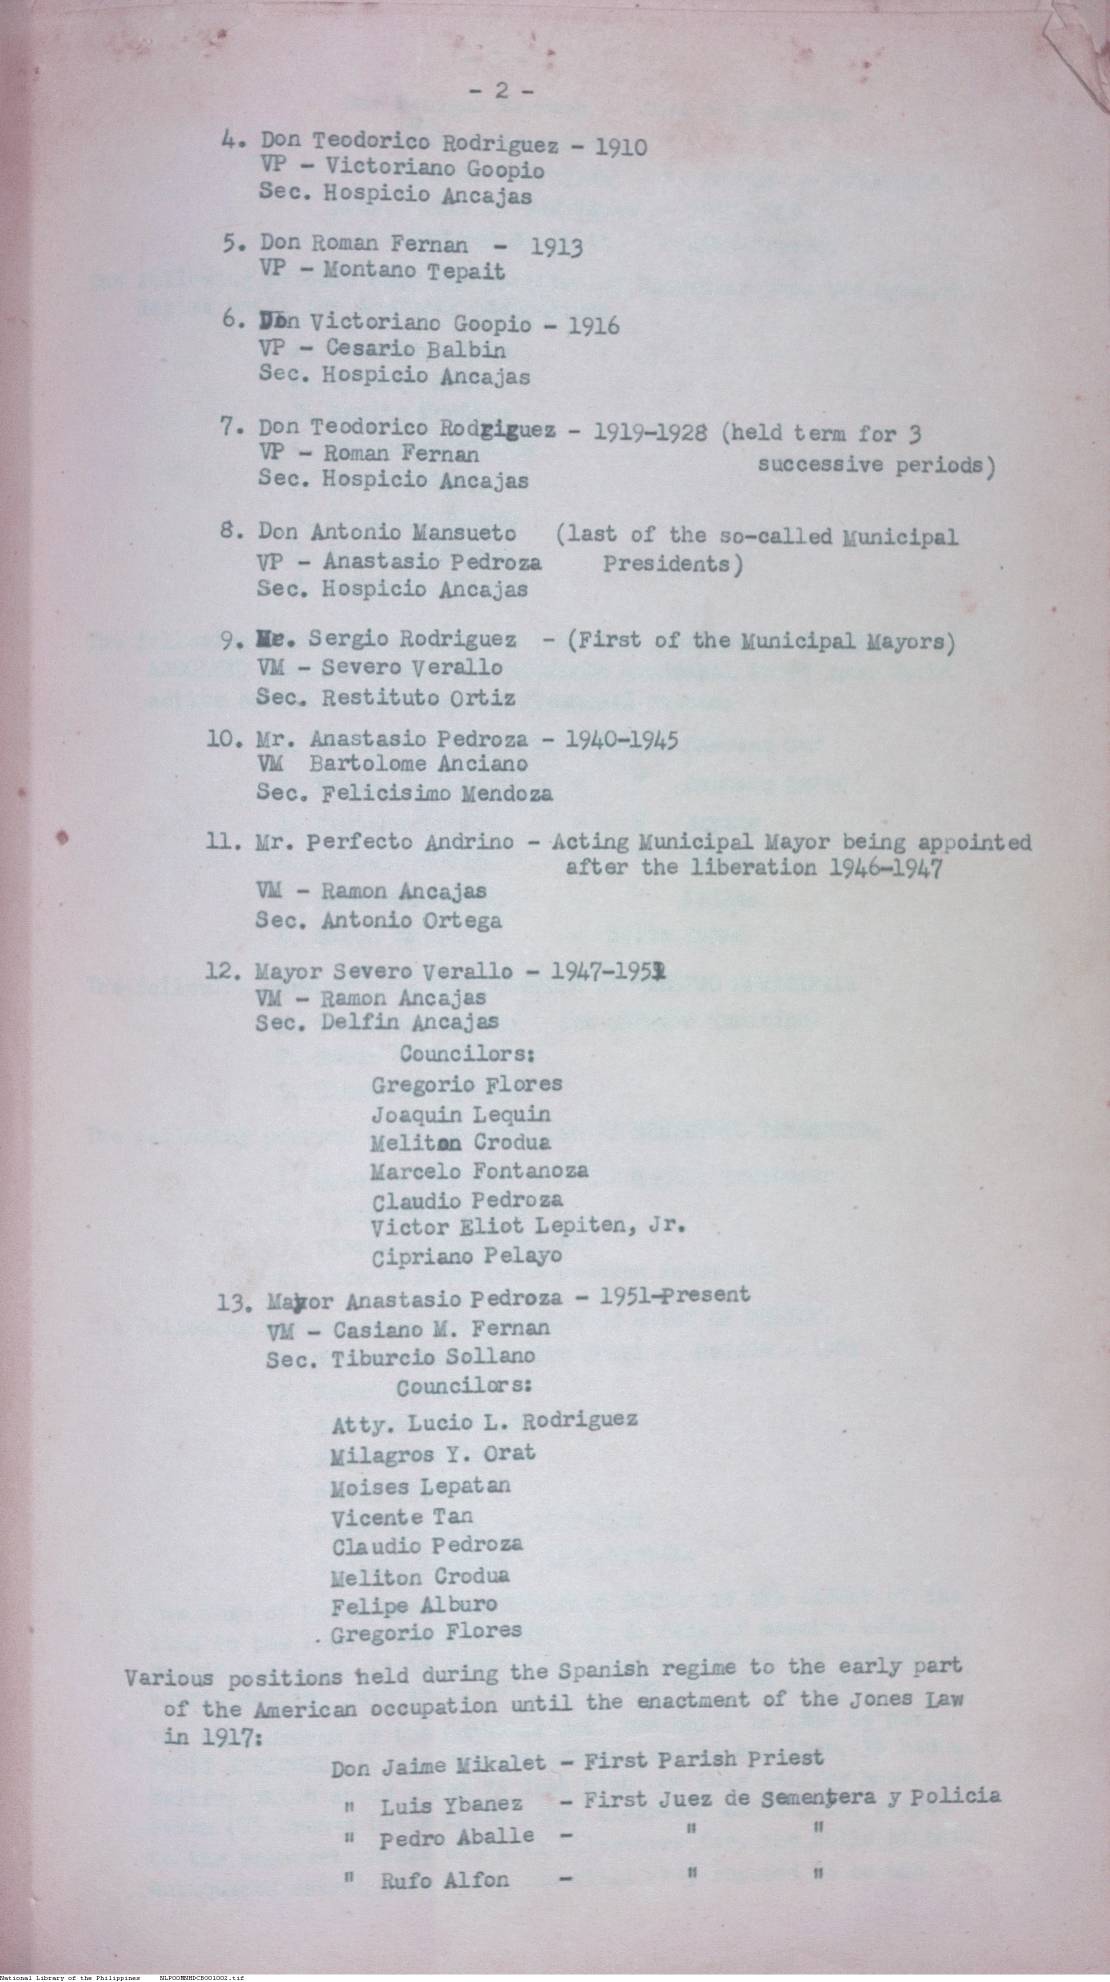 - 2 -
4. Don Teodorico Rodriguez - 1910
VP - Victoriano Goopio
Sec. Hospicio Ancajas
5. Don Roman Fernan - 1913
VP - Montano Tepait
6. Don Victoriano Goopio - 1916
VP - Cesario Balbin
Sec. Hospicio Ancajas
7. Don Teodorico Rodriguez - 1919-1928 (held term for 3
VP - Roman Fernan successive periods)
Sec. Hospicio Ancajas
8. Don Antonio Mansueto (last of the so-called Municipal
VP - Anastasio Pedroza Presidents)
Sec. Hospicio Ancajas
9. Mr. Sergio Rodriguez - (First of the Municipal Mayors)
VM - Severo Verallo
Sec. Restituto Ortiz
10. Mr. Anastasio Pedroza - 1940-1945
VM Bartolome Anciano
Sec. Felicisimo Mendoza
11. Mr. Perfecto Andrino - Acting Municipal Mayor being appointed
after the liberation 1946-1947
VM - Ramon Ancajas
Sec. Antonio Ortega
12. Mayor Severo Verallo - 1947-1951
VM - Ramon Ancajas
Sec. Delfin Ancajas
Councilors:
Gregorio Flores
Joaquin Lequin
Meliton Crodua
Marcelo Fontanoza
Claudio Pedroza
Victor Eliot Lepiten, Jr.
Cipriano Pelayo
13. Mayor Anastasio Pedroza - 1951-Present
VM - Casiano M. Fernan
Sec. Tiburcio Sollano
Councilors:
Atty. Lucio L. Rodriguez
Milagros Y. Orat
Moises Lepatan
Vicente Tan
Claudio Pedroza
Meliton Crodua
Felipe Alburo
Gregorio Flores
Various positions held during the Spanish regime to the early part
of the American occupation until the enactment of the Jones Law
in 1917:
Don Jaime Mikalet - First Parish Priest
" Luis Ybanez - First Juez de Sementera y Policia
" Pedro Aballe - " "
" Rufo Alfon - " "
National Library of the Philippines NLPOOMNHDCB001002.tif